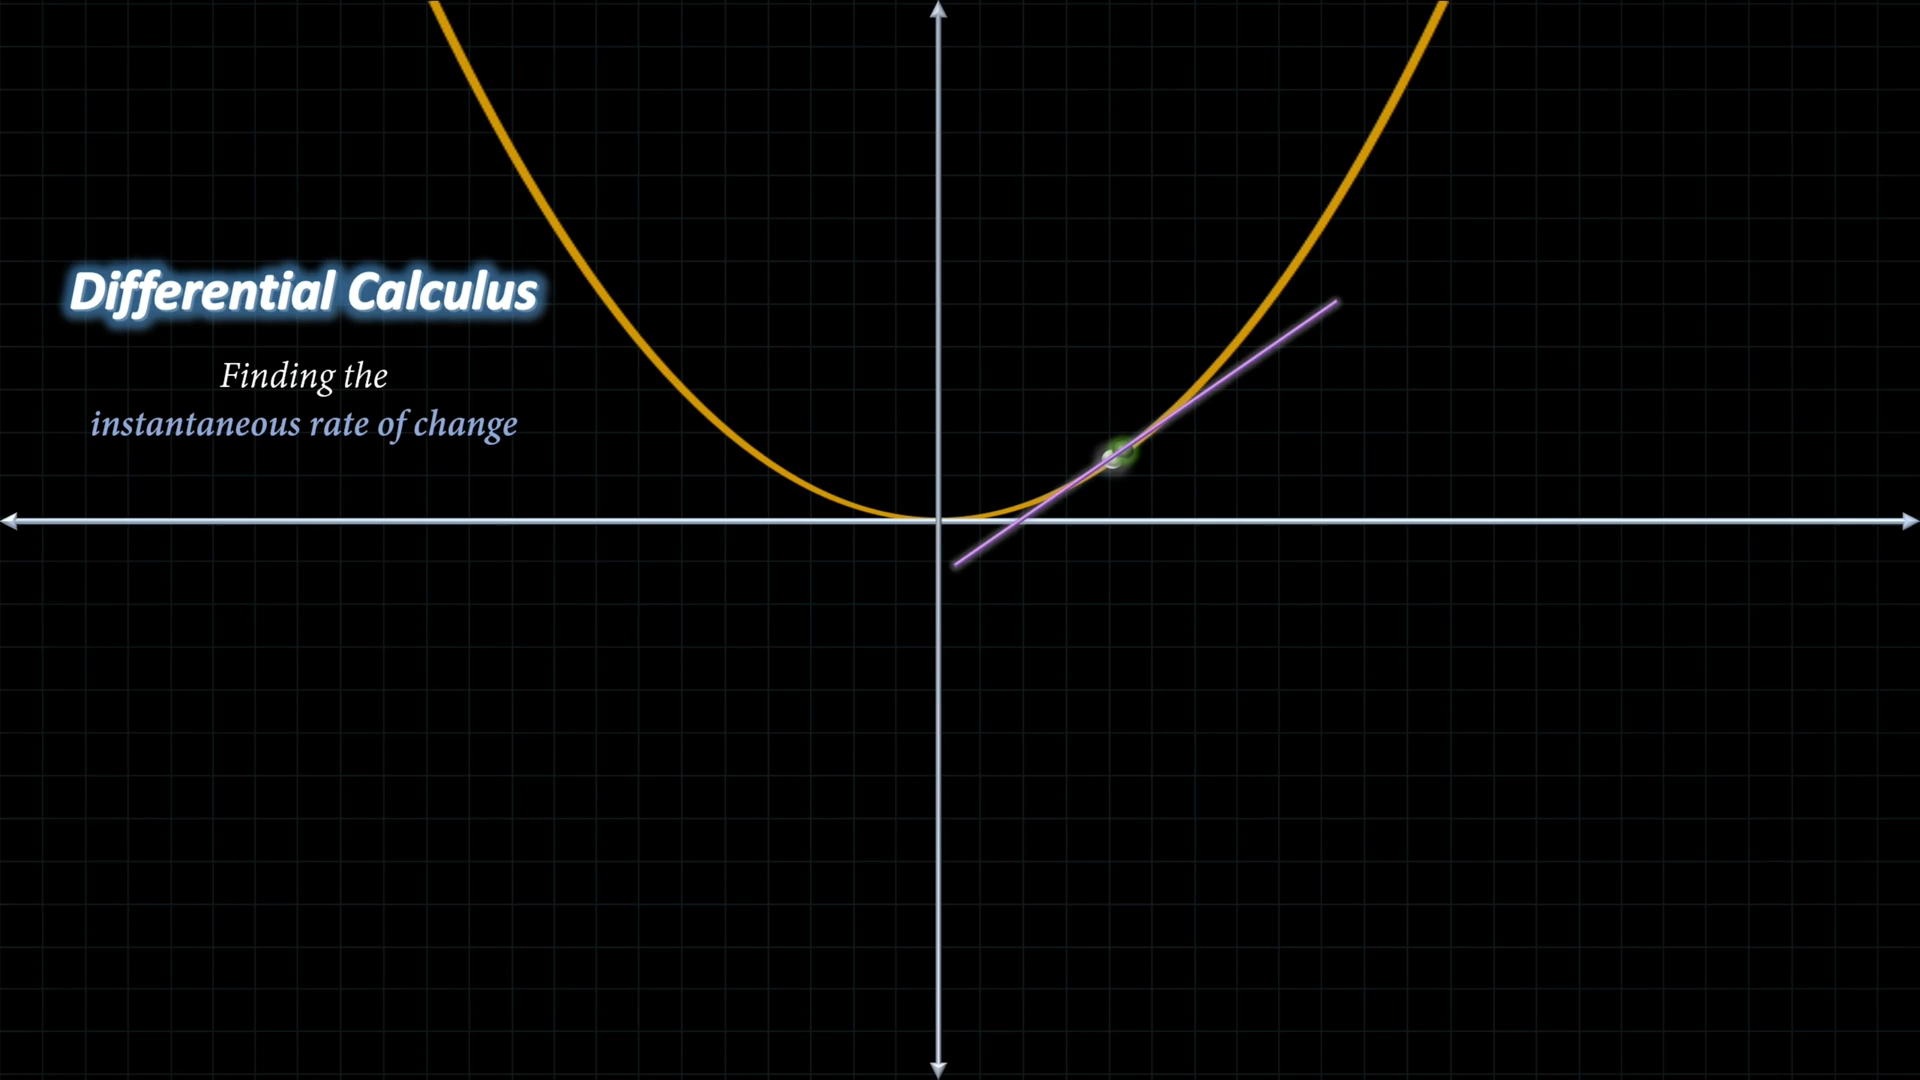 Differential Calculus
Finding the
instantaneous rate of change